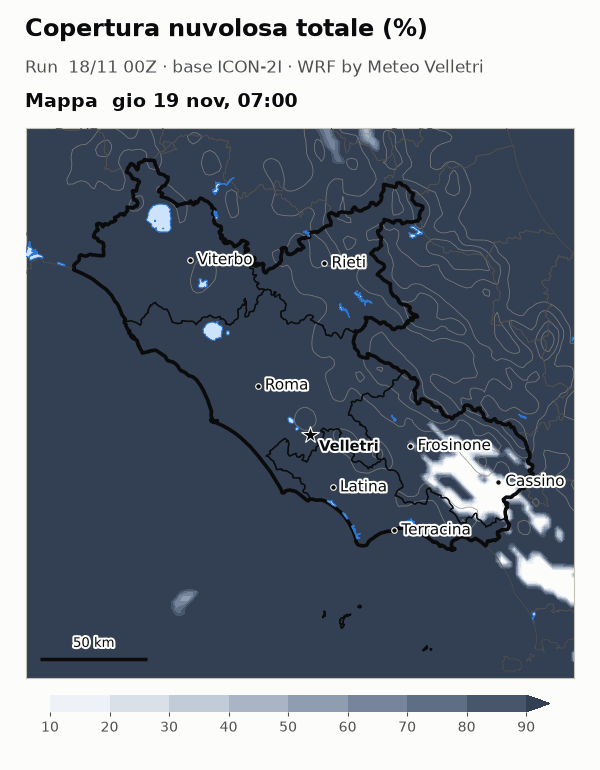 Copertura nuvolosa totale (%)
Run  18/11 00Z · base ICON-2I · WRF by Meteo Velletri
Mappa  gio 19 nov, 07:00
Viterbo
Rieti
Roma
Velletri
Frosinone
Cassino
Latina
Terracina
50 km
10 20 30 40 50 60 70 80 90